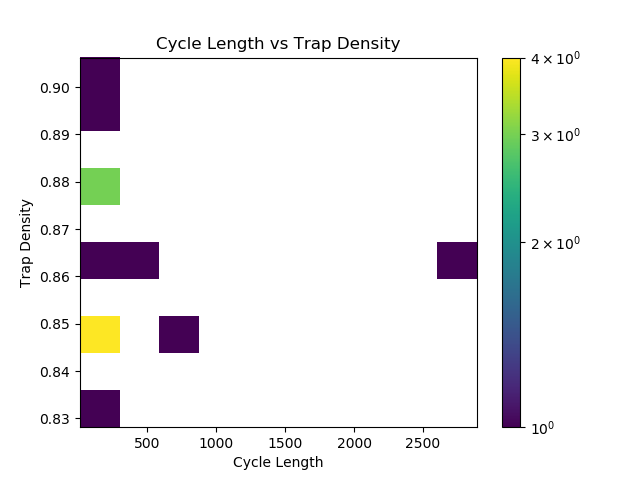 Cycle Length vs Trap Density
0.90
0.89
0.88
0.87
0.86
0.85
0.84
0.83
Trap Density
500
1000
1500
2000
2500
Cycle Length
4 × 10⁰
3 × 10⁰
2 × 10⁰
10⁰